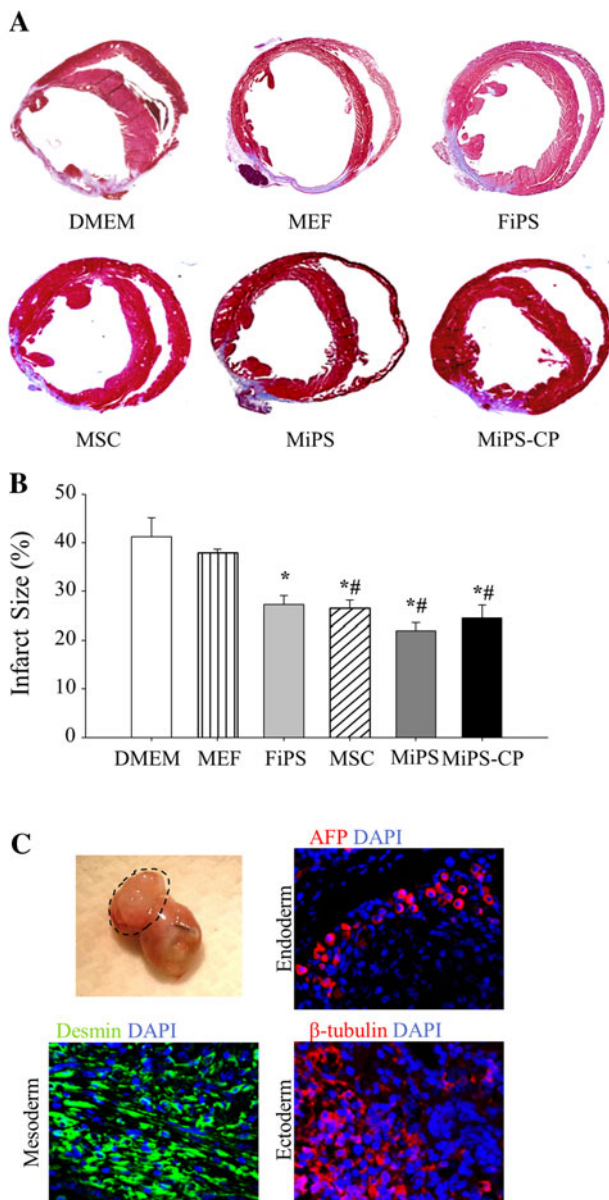 A
DMEM MEF FiPS
MSC MiPS MiPS-CP
B
Infarct Size (%)
50
40
30
20
10
0
* *# *# *#
DMEM MEF FiPS MSC MiPS MiPS-CP
C
AFP DAPI
Endoderm
Desmin DAPI
Mesoderm
β-tubulin DAPI
Ectoderm